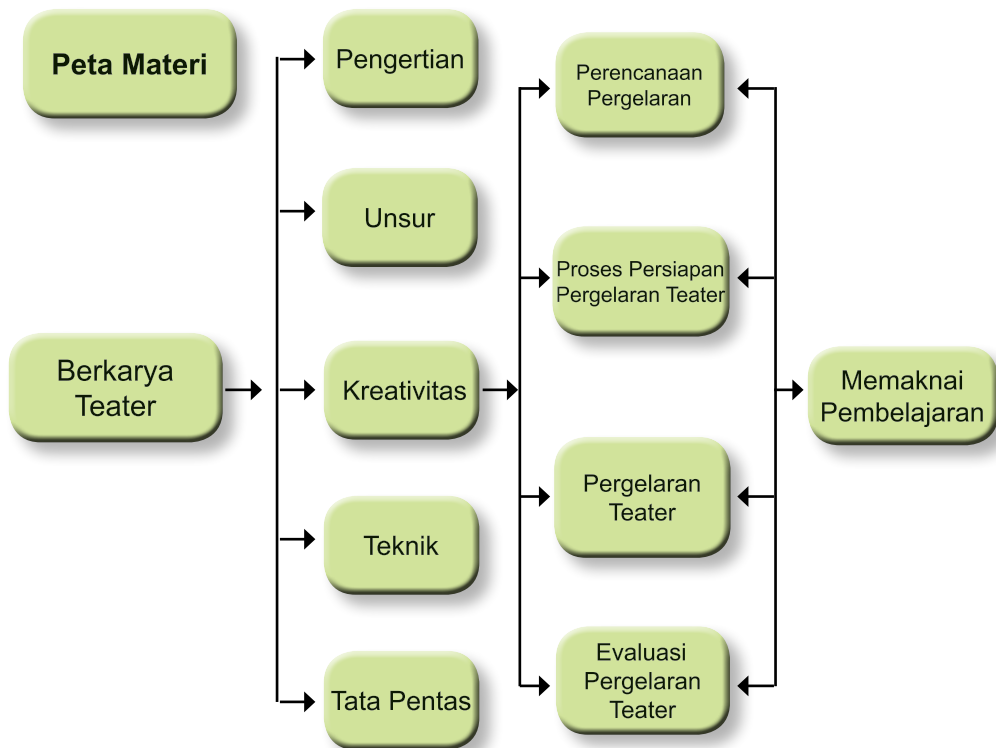 Peta Materi
Berkarya
Teater
Pengertian
Unsur
Kreativitas
Teknik
Tata Pentas
Perencanaan
Pergelaran
Proses Persiapan
Pergelaran Teater
Pergelaran
Teater
Evaluasi
Pergelaran
Teater
Memaknai
Pembelajaran